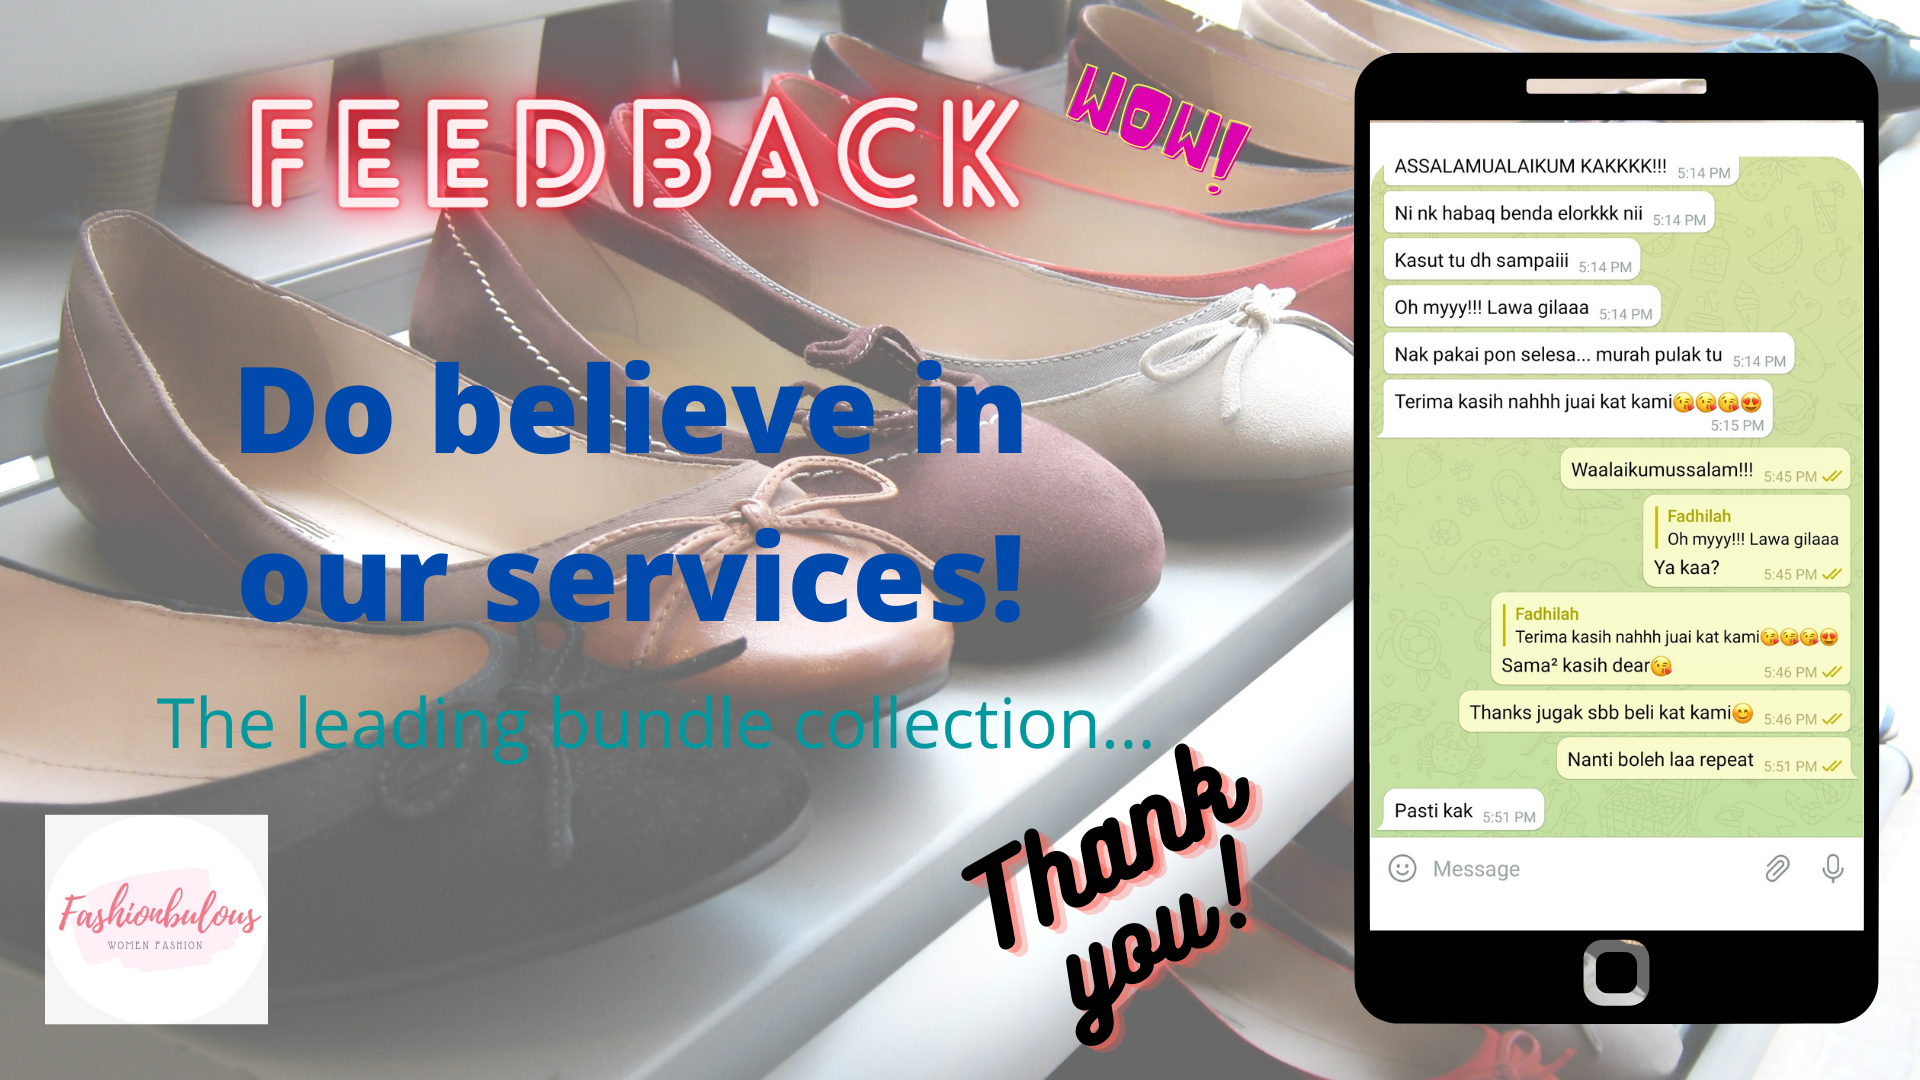 FEEDBACK
WOW!
Do believe in
our services!
The leading bundle collection...
Thank
you!
Fashionbulous
WOMEN FASHION
ASSALAMUALAIKUM KAKKKK!!! 5:14 PM
Ni nk habaq benda elorkkk nii 5:14 PM
Kasut tu dh sampaiii 5:14 PM
Oh myyy!!! Lawa gilaaa 5:14 PM
Nak pakai pon selesa... murah pulak tu 5:14 PM
Terima kasih nahhh juai kat kami😘😘😘😍
5:15 PM
Waalaikumussalam!!! 5:45 PM
Fadhilah
Oh myyy!!! Lawa gilaaa
Ya kaa? 5:45 PM
Fadhilah
Terima kasih nahhh juai kat kami😘😘😘😍
Sama² kasih dear😘 5:46 PM
Thanks jugak sbb beli kat kami😊 5:46 PM
Nanti boleh laa repeat 5:51 PM
Pasti kak 5:51 PM
Message